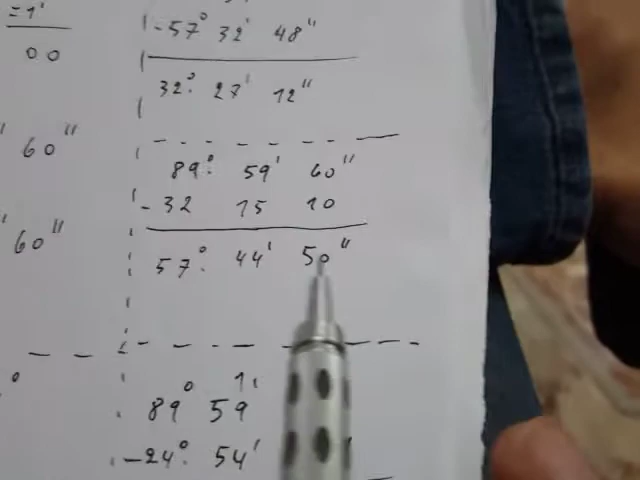 =1'
00
60"
60"
-57° 32' 48"
32° 27' 12"
89° 59' 60"
-32 15 10
57° 44' 50"
89° 59
-24° 54'